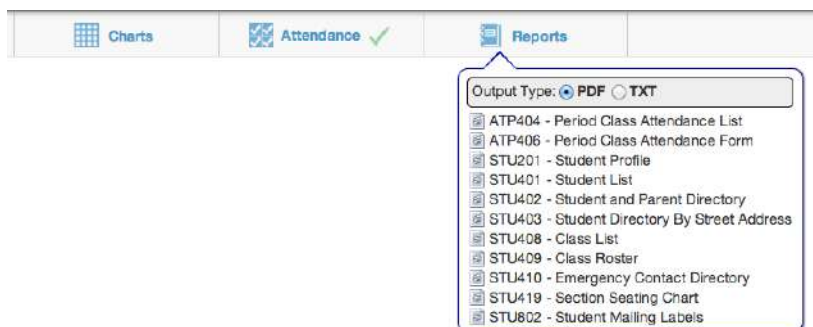 Charts Attendance Reports
Output Type: PDF TXT
ATP404 - Period Class Attendance List
ATP406 - Period Class Attendance Form
STU201 - Student Profile
STU401 - Student List
STU402 - Student and Parent Directory
STU403 - Student Directory By Street Address
STU408 - Class List
STU409 - Class Roster
STU410 - Emergency Contact Directory
STU419 - Section Seating Chart
STU802 - Student Mailing Labels